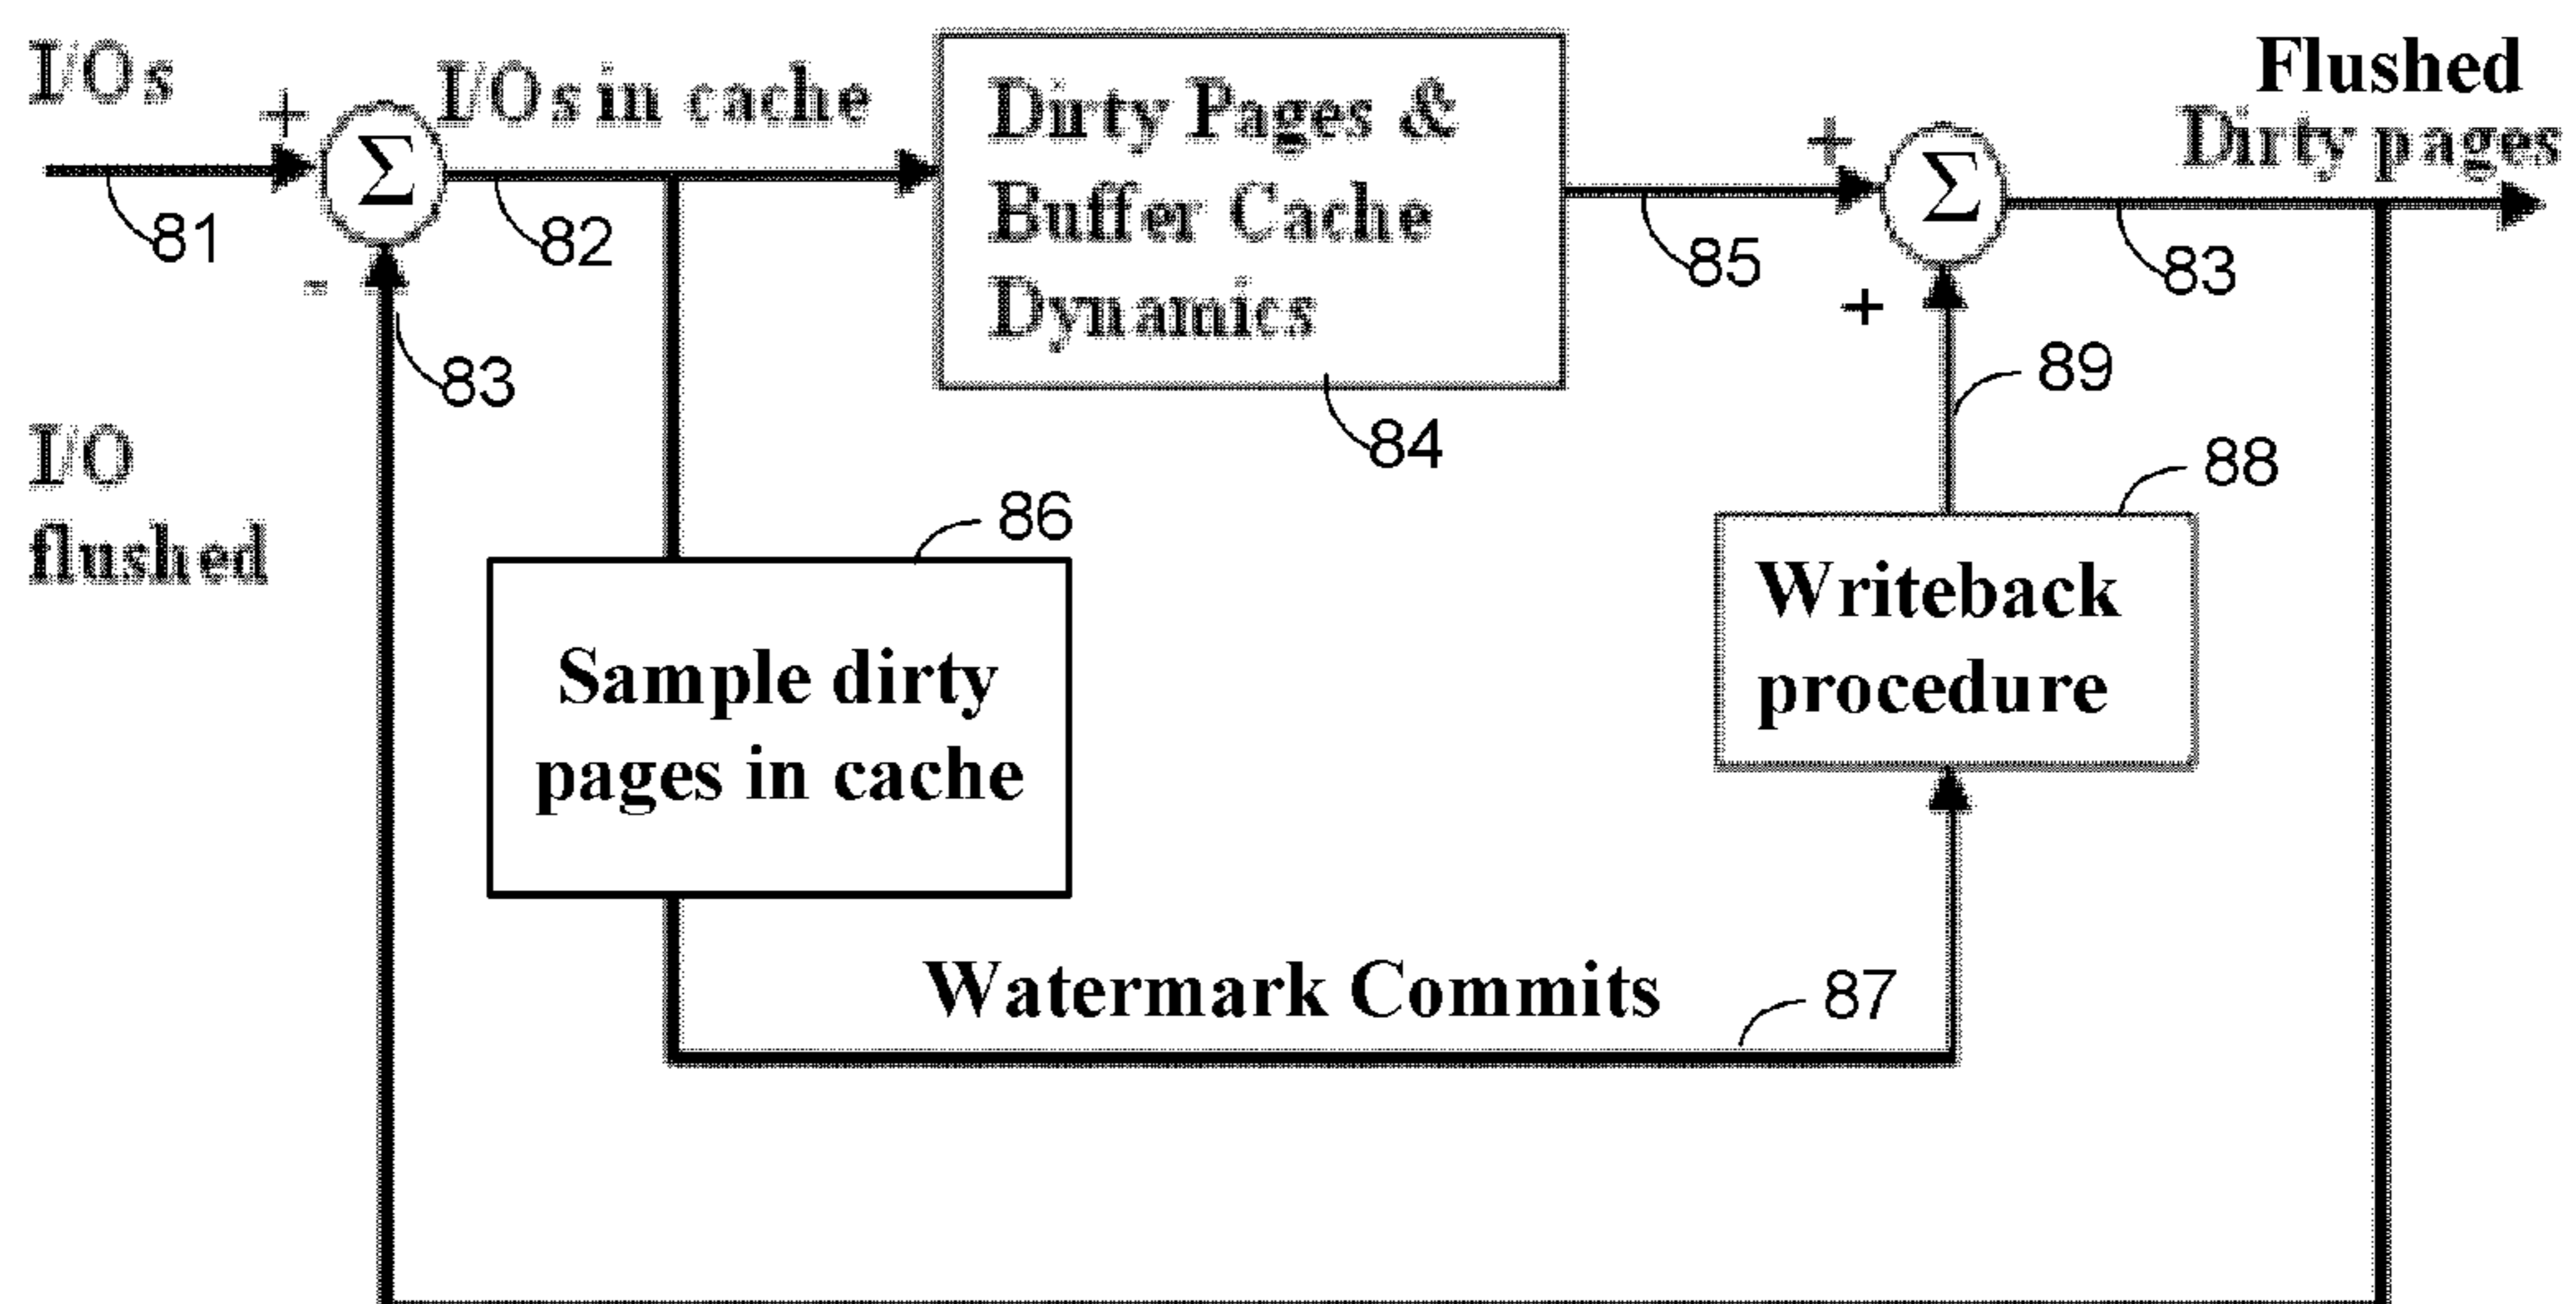 I/Os
+
Σ
I/Os in cache
81
82
-
83
I/O
flushed
Dirty Pages &
Buffer Cache
Dynamics
84
85
+
Σ
+
Flushed
Dirty pages
83
89
88
Writeback
procedure
86
Sample dirty
pages in cache
Watermark Commits
87